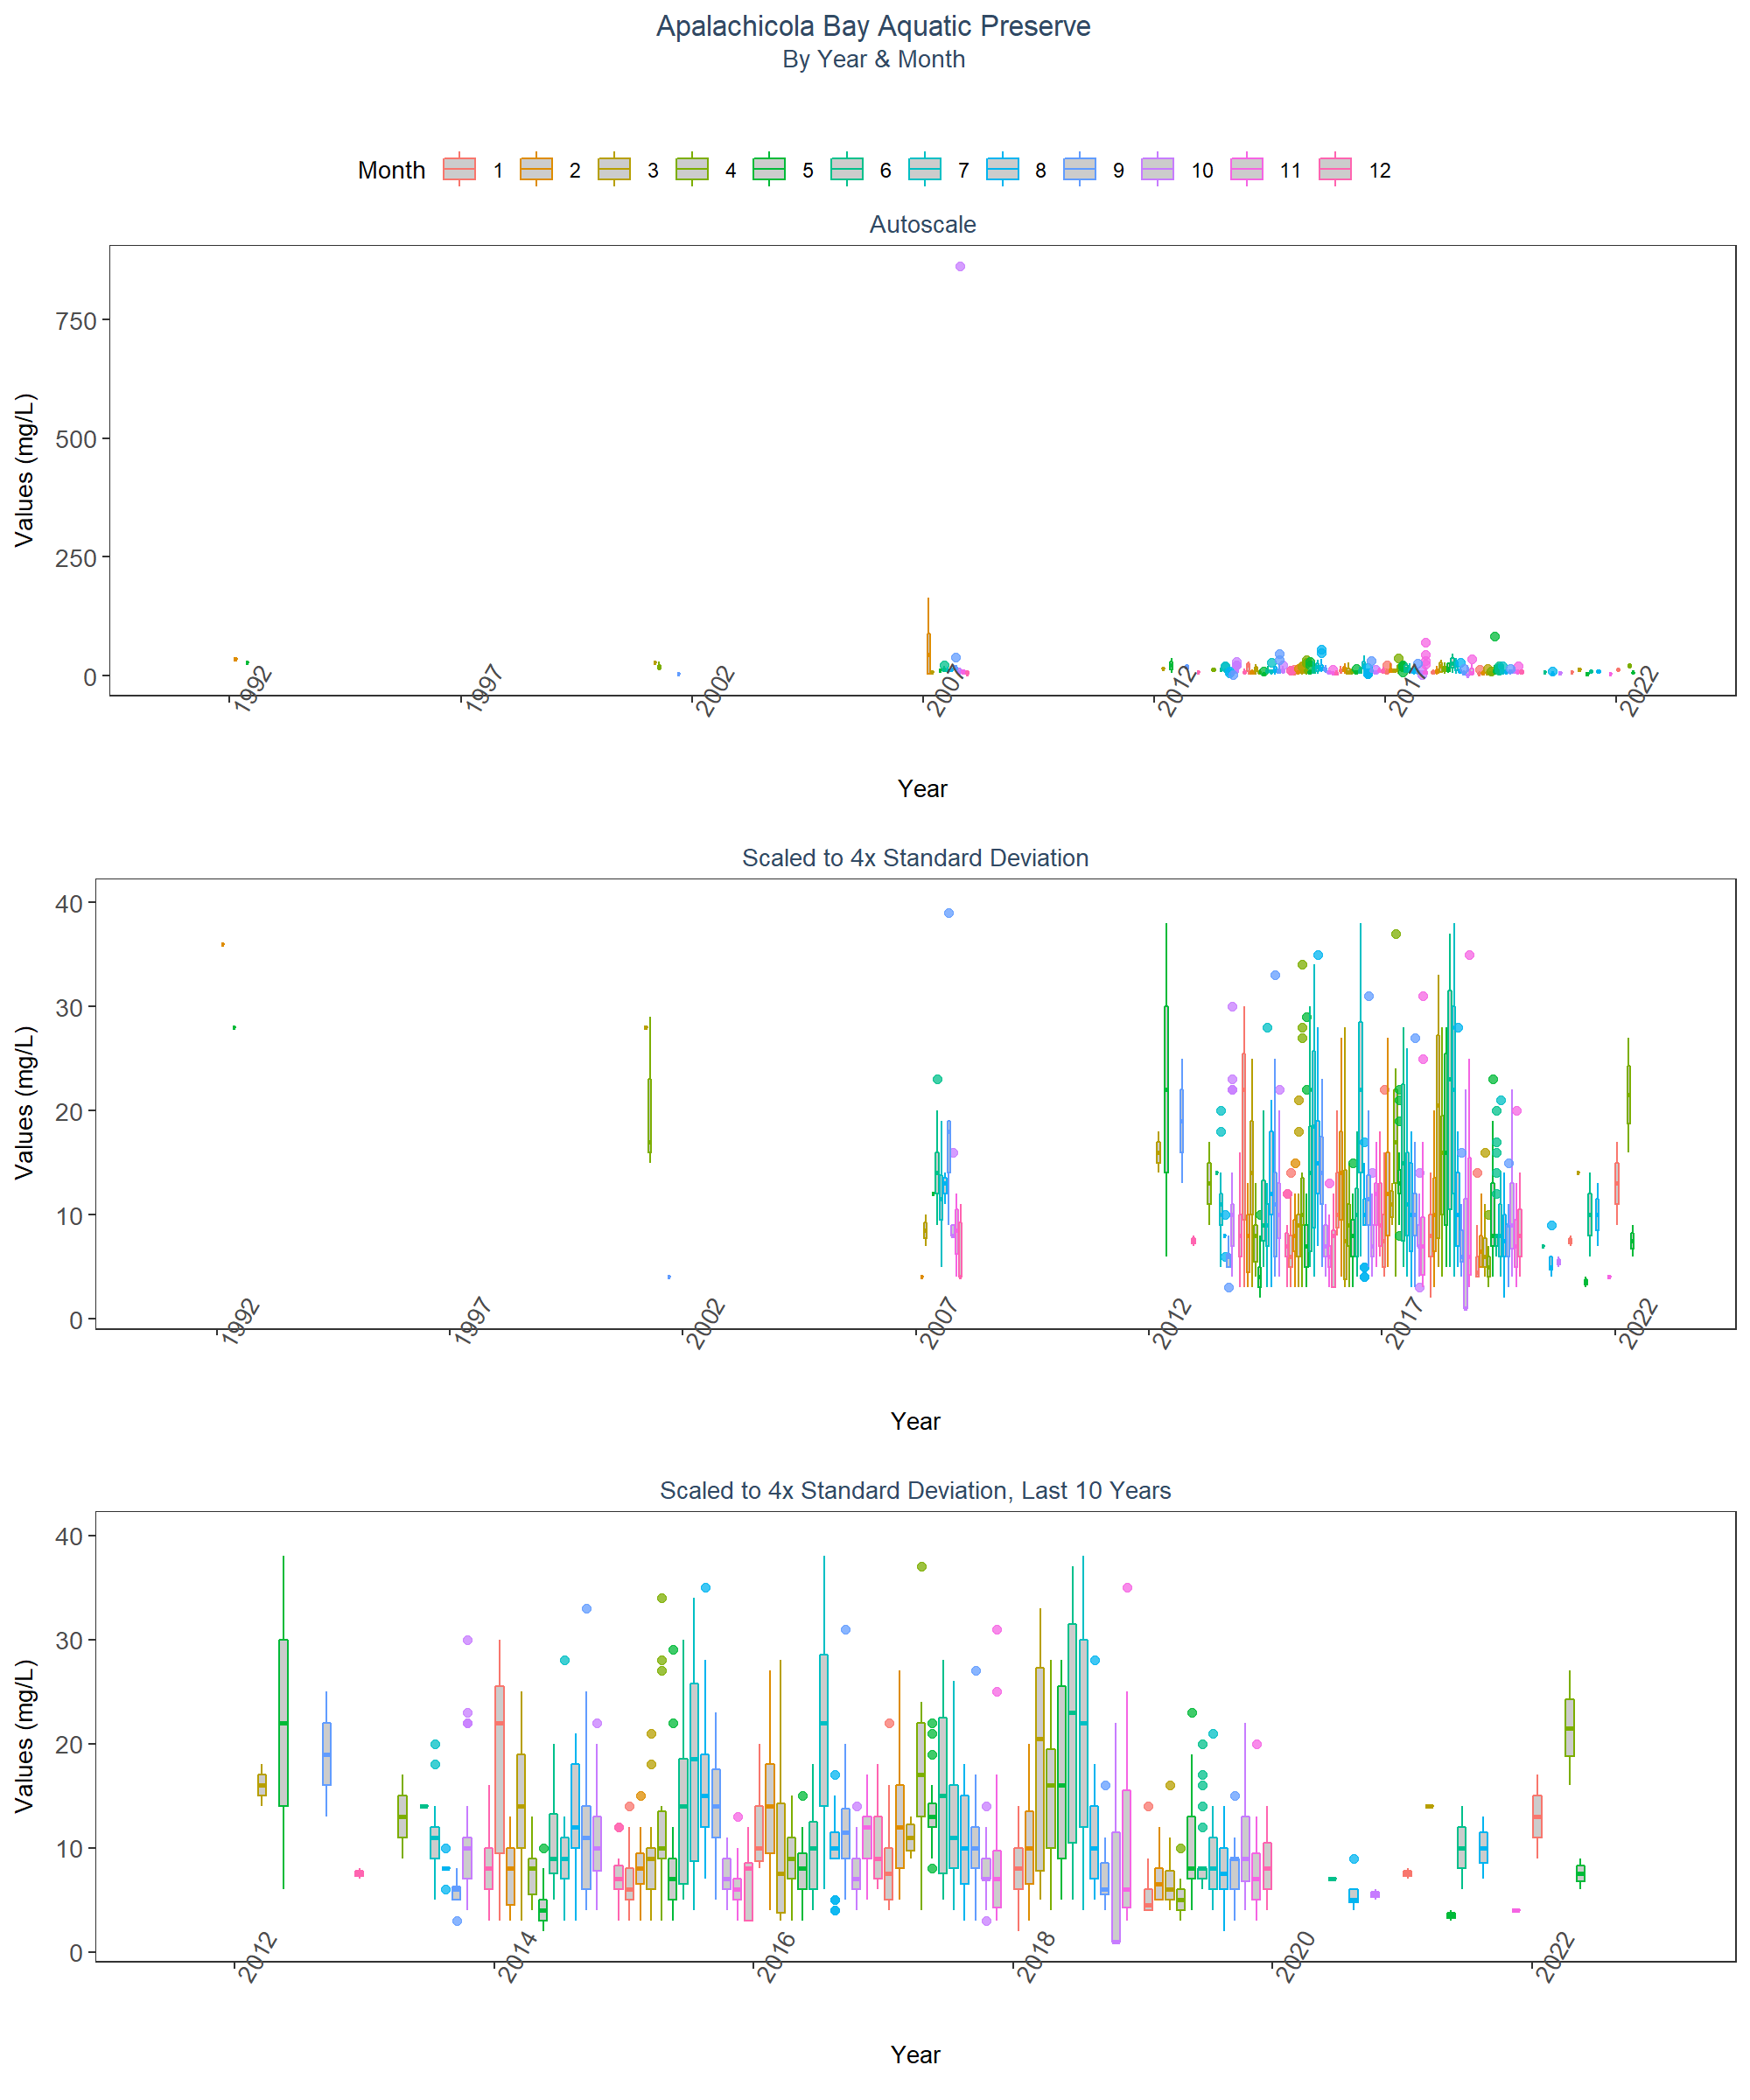 Apalachicola Bay Aquatic Preserve
By Year & Month
Month 1 2 3 4 5 6 7 8 9 10 11 12
Autoscale
Values (mg/L)
750
500
250
0
1992 1997 2002 2007 2012 2017 2022
Year
Scaled to 4x Standard Deviation
Values (mg/L)
40
30
20
10
0
1992 1997 2002 2007 2012 2017 2022
Year
Scaled to 4x Standard Deviation, Last 10 Years
Values (mg/L)
40
30
20
10
0
2012 2014 2016 2018 2020 2022
Year